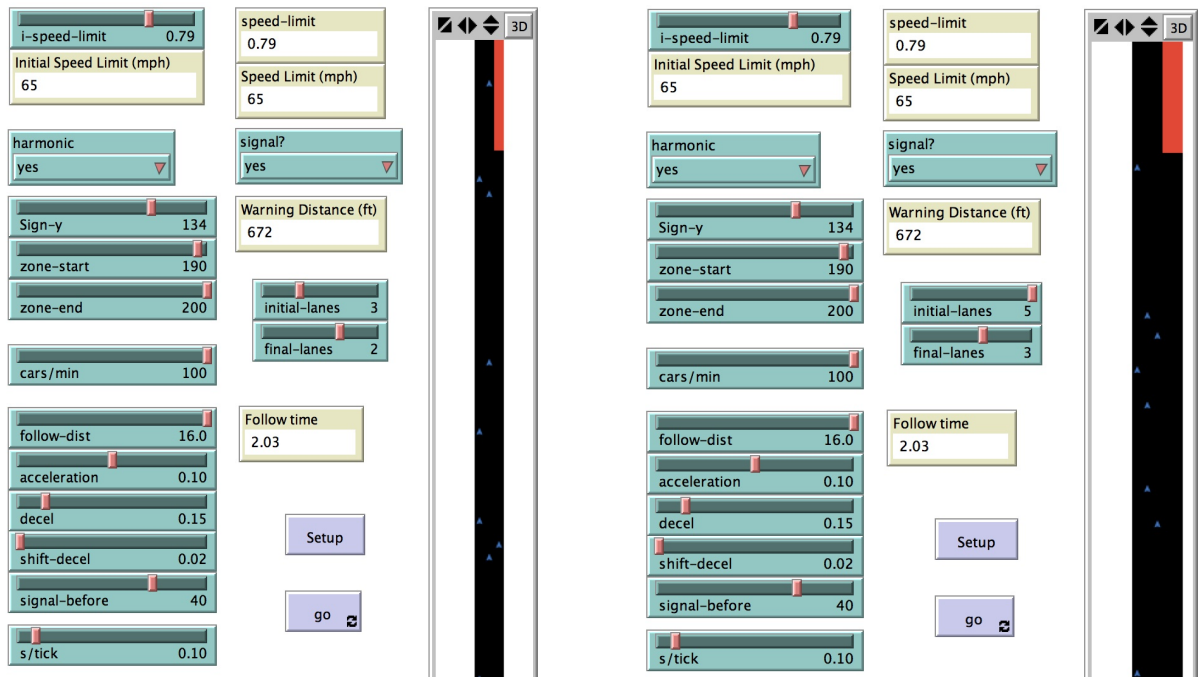 i-speed-limit 0.79
Initial Speed Limit (mph)
65
speed-limit
0.79
Speed Limit (mph)
65
harmonic
yes
signal?
yes
Sign-y 134
zone-start 190
zone-end 200
Warning Distance (ft)
672
initial-lanes 3
final-lanes 2
cars/min 100
follow-dist 16.0
acceleration 0.10
decel 0.15
shift-decel 0.02
signal-before 40
s/tick 0.10
Follow time
2.03
Setup
go
3D
i-speed-limit 0.79
Initial Speed Limit (mph)
65
speed-limit
0.79
Speed Limit (mph)
65
harmonic
yes
signal?
yes
Sign-y 134
zone-start 190
zone-end 200
Warning Distance (ft)
672
initial-lanes 5
final-lanes 3
cars/min 100
follow-dist 16.0
acceleration 0.10
decel 0.15
shift-decel 0.02
signal-before 40
s/tick 0.10
Follow time
2.03
Setup
go
3D